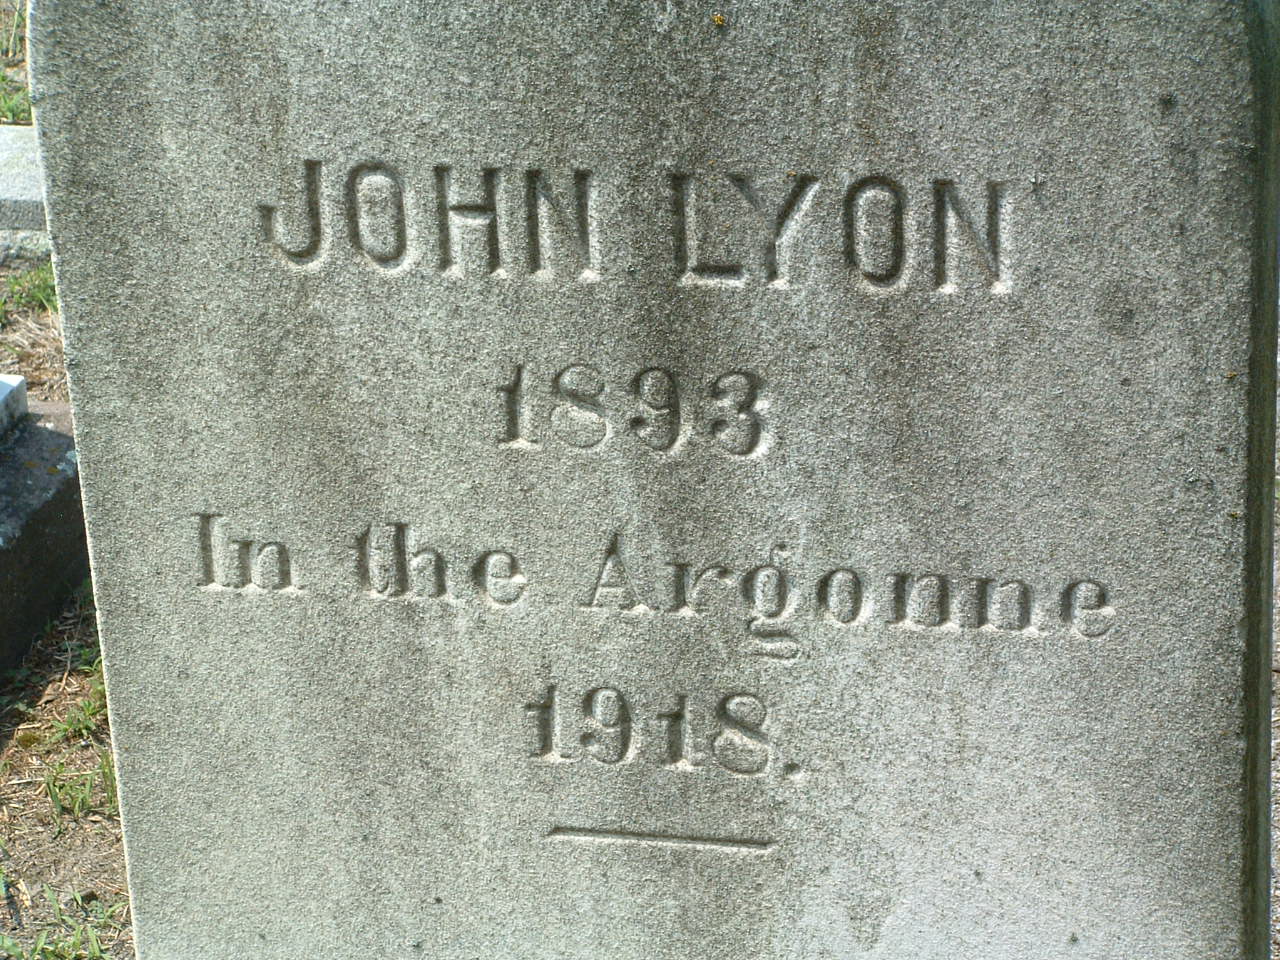 JOHN LYON
1893
In the Argonne
1918.